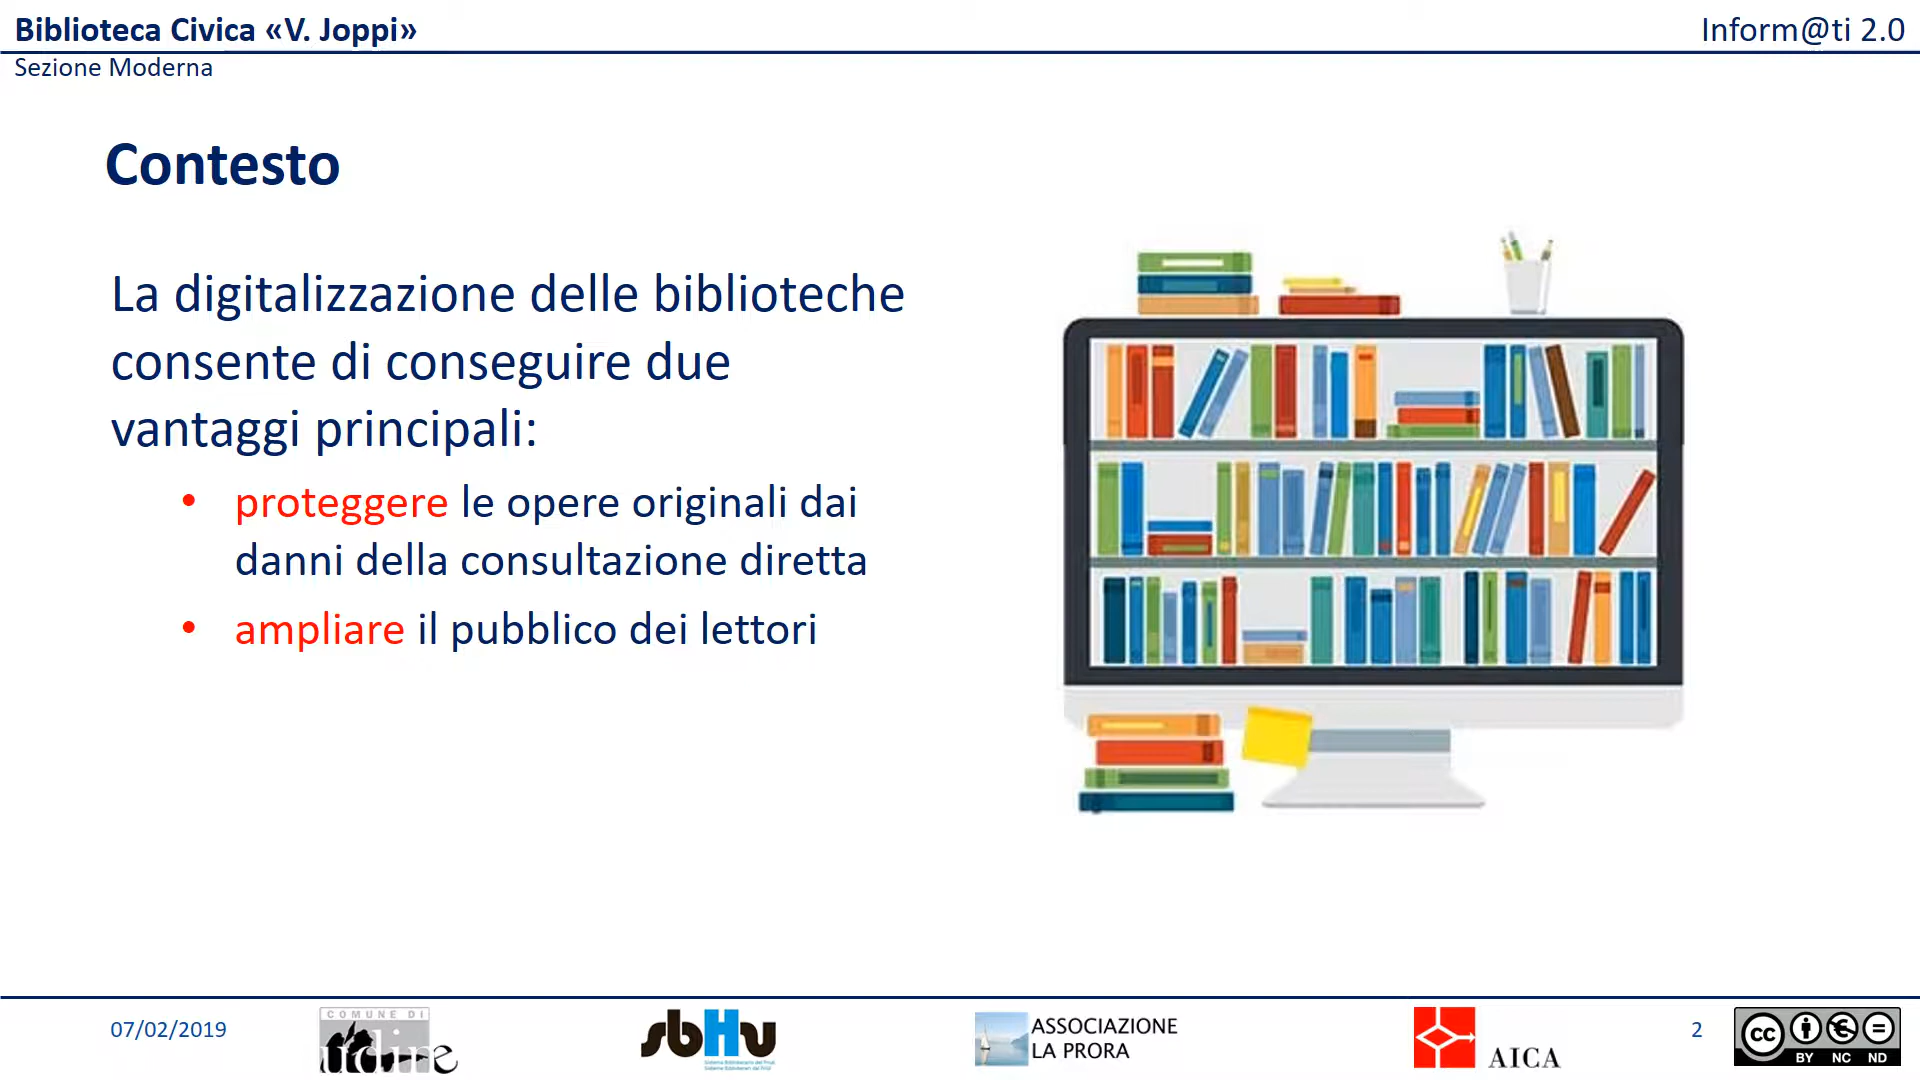 Biblioteca Civica «V. Joppi»
Inform@ti 2.0
Sezione Moderna
Contesto
La digitalizzazione delle biblioteche
consente di conseguire due
vantaggi principali:
• proteggere le opere originali dai
danni della consultazione diretta
• ampliare il pubblico dei lettori
07/02/2019
COMUNE DI
udine
sbHu
ASSOCIAZIONE
LA PRORA
AICA
2
cc
BY NC ND